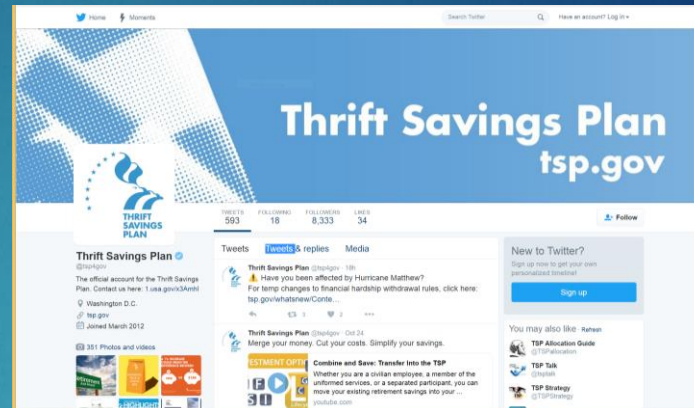 Home
Moments
Search Twitter
Have an account? Log in
Thrift Savings Plan
tsp.gov
THRIFT
SAVINGS
PLAN
TWEETS
593
FOLLOWING
18
FOLLOWERS
8,333
LIKES
34
Follow
Thrift Savings Plan
@tsp4gov
The official account for the Thrift Savings
Plan. Contact us here: 1.usa.gov/x3AmhI
Washington D.C.
tsp.gov
Joined March 2012
351 Photos and videos
Tweets
Tweets & replies
Media
Thrift Savings Plan @tsp4gov · 18h
Have you been affected by Hurricane Matthew?
For temp changes to financial hardship withdrawal rules, click here:
tsp.gov/whatsnew/Conte...
Thrift Savings Plan @tsp4gov · Oct 24
Merge your money. Cut your costs. Simplify your savings.
Combine and Save: Transfer Into the TSP
Whether you are a civilian employee, a member of the
uniformed services, or a separated participant, you can
move your existing retirement savings into your ...
youtube.com
New to Twitter?
Sign up now to get your own
personalized timeline!
Sign up
You may also like · Refresh
TSP Allocation Guide
@TSPallocation
TSP Talk
@tsptalk
TSP Strategy
@TSPStrategy